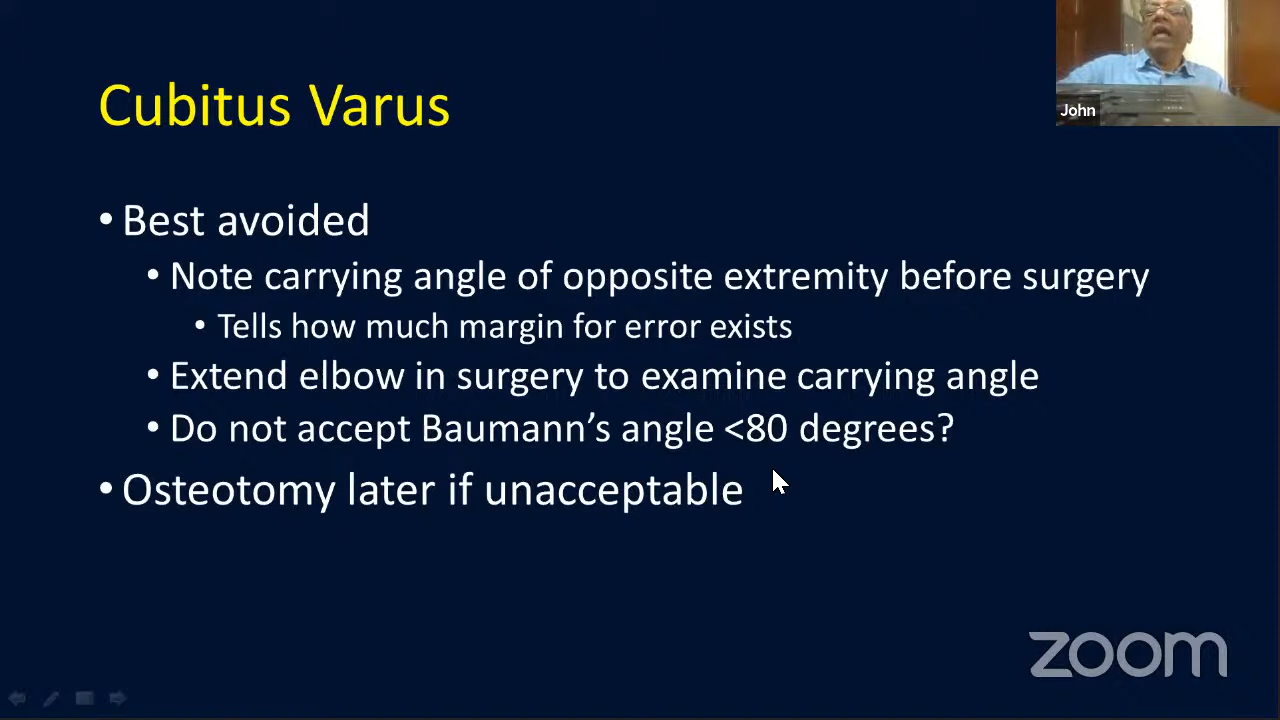 John
Cubitus Varus
• Best avoided
• Note carrying angle of opposite extremity before surgery
• Tells how much margin for error exists
• Extend elbow in surgery to examine carrying angle
• Do not accept Baumann’s angle <80 degrees?
• Osteotomy later if unacceptable
zoom